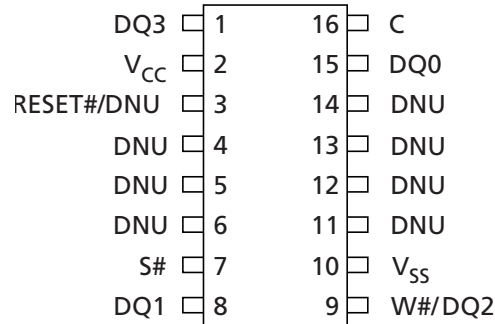 DQ3 1 16 C
VCC 2 15 DQ0
RESET#/DNU 3 14 DNU
DNU 4 13 DNU
DNU 5 12 DNU
DNU 6 11 DNU
S# 7 10 VSS
DQ1 8 9 W#/DQ2